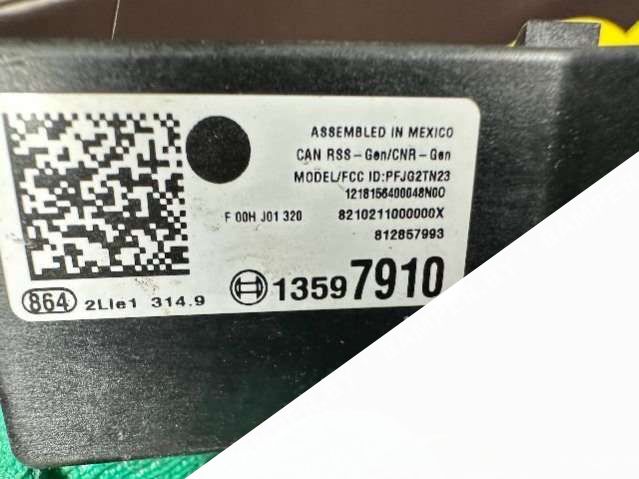 ASSEMBLED IN MEXICO
CAN RSS-Gen/CNR-Gen
MODEL/FCC ID:PFJG2TN23
1218156400048N00
F 00H J01 320 8210211000000X
812857993
13597910
864 2LIe1 314.9